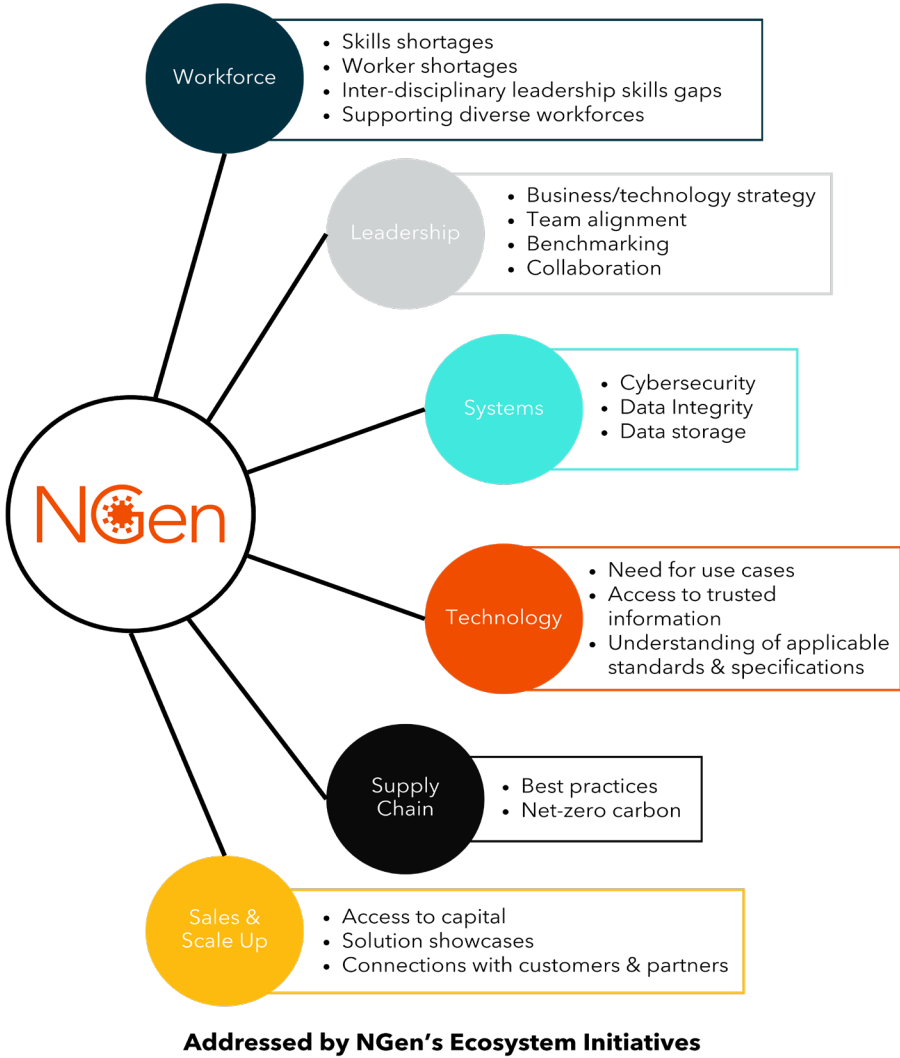 Workforce
• Skills shortages
• Worker shortages
• Inter-disciplinary leadership skills gaps
• Supporting diverse workforces
Leadership
• Business/technology strategy
• Team alignment
• Benchmarking
• Collaboration
Systems
• Cybersecurity
• Data Integrity
• Data storage
NGen
Technology
• Need for use cases
• Access to trusted
information
• Understanding of applicable
standards & specifications
Supply
Chain
• Best practices
• Net-zero carbon
Sales &
Scale Up
• Access to capital
• Solution showcases
• Connections with customers & partners
Addressed by NGen’s Ecosystem Initiatives